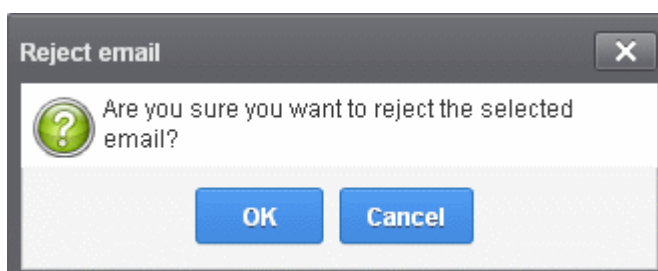 Reject email
Are you sure you want to reject the selected
email?
OK Cancel